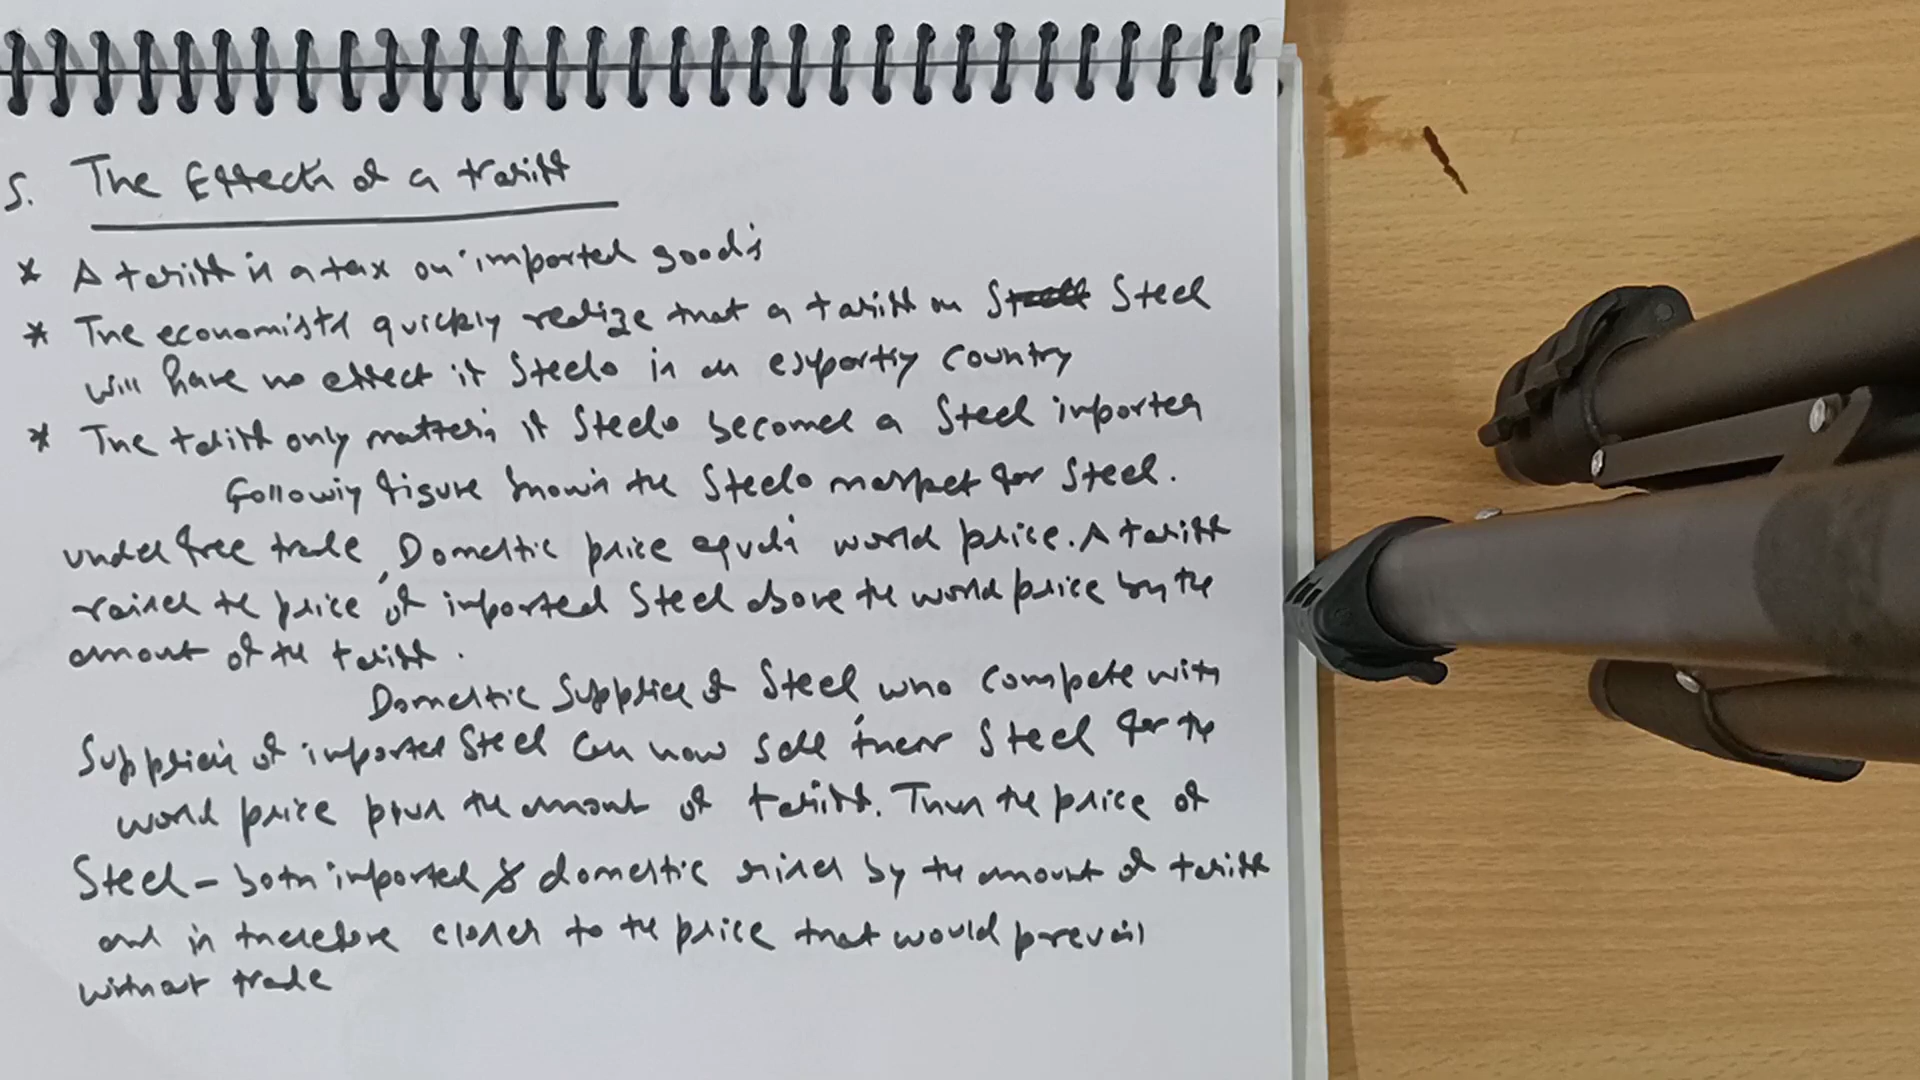 5. The Effects of a tariff
* A tariff is a tax on imported goods
* The economists quickly realize that a tariff on Steel
will have no effect if Steelo is an exporting country
* The tariff only matters if Steelo becomes a Steel importer
Following figure shows the Steelo market for Steel.
under free trade, Domestic price equals world price. A tariff
raises the price of imported Steel above the world price by the
amount of the tariff.
Domestic Supplies of Steel, who compete with
Suppliers of imported Steel can now sell their Steel for the
world price plus the amount of tariff. Thus the price of
Steel - both imported & domestic rises by the amount of tariff
and is therefore closer to the price that would prevail
without trade